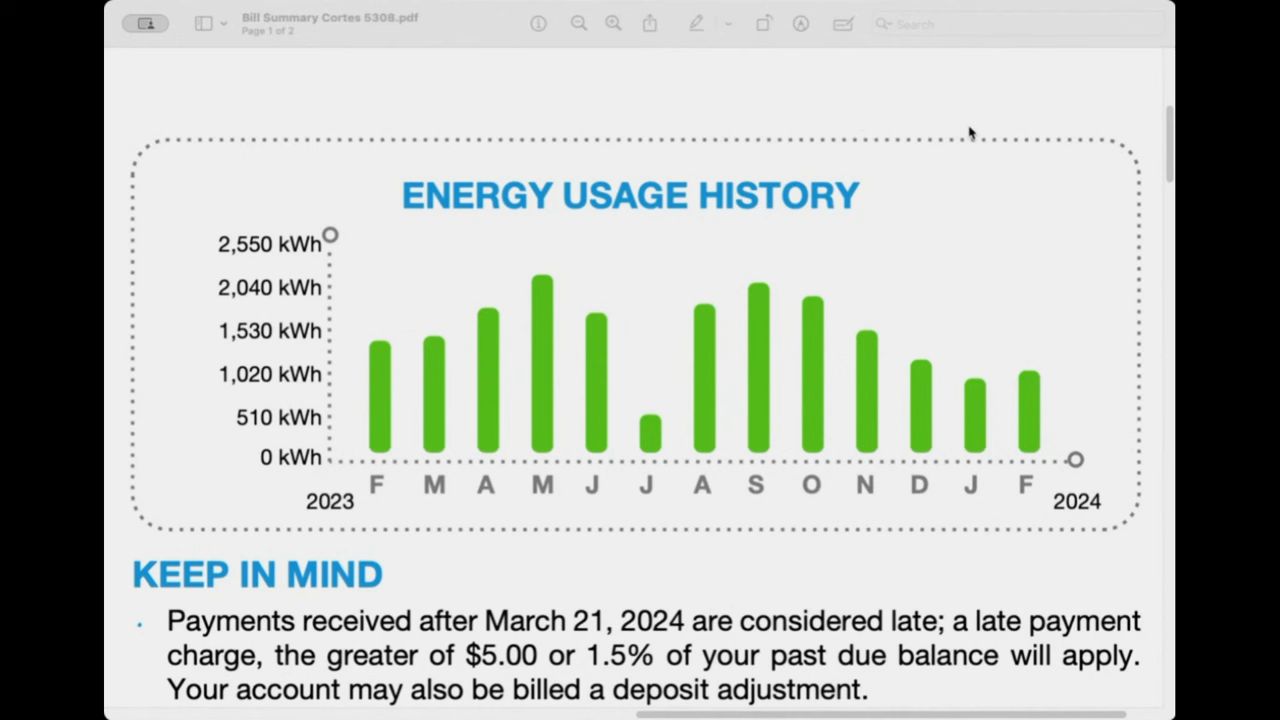 Bill Summary Cortes 5308.pdf
Page 1 of 2
Search
ENERGY USAGE HISTORY
2,550 kWh
2,040 kWh
1,530 kWh
1,020 kWh
510 kWh
0 kWh
F M A M J J A S O N D J F
2023 2024
KEEP IN MIND
· Payments received after March 21, 2024 are considered late; a late payment
charge, the greater of $5.00 or 1.5% of your past due balance will apply.
Your account may also be billed a deposit adjustment.